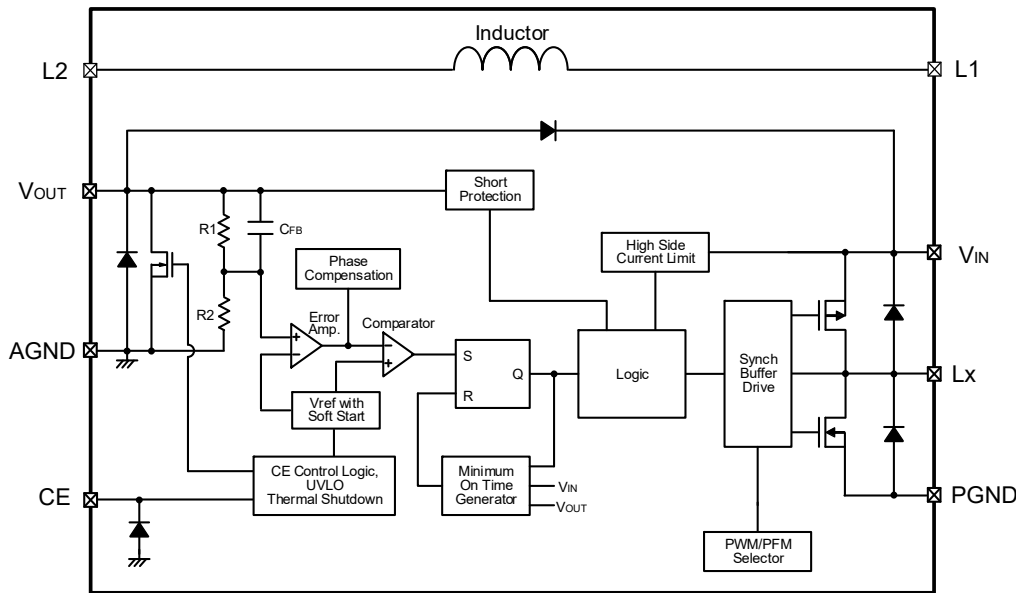 Inductor
L2
L1
VOUT
Short
Protection
R1
CFB
High Side
Current Limit
VIN
Phase
Compensation
R2
Error
Amp.
Comparator
AGND
+
−
−
+
S
Q
R
Logic
Synch
Buffer
Drive
Lx
Vref with
Soft Start
CE Control Logic,
UVLO
Thermal Shutdown
Minimum
On Time
Generator
VIN
VOUT
CE
PGND
PWM/PFM
Selector